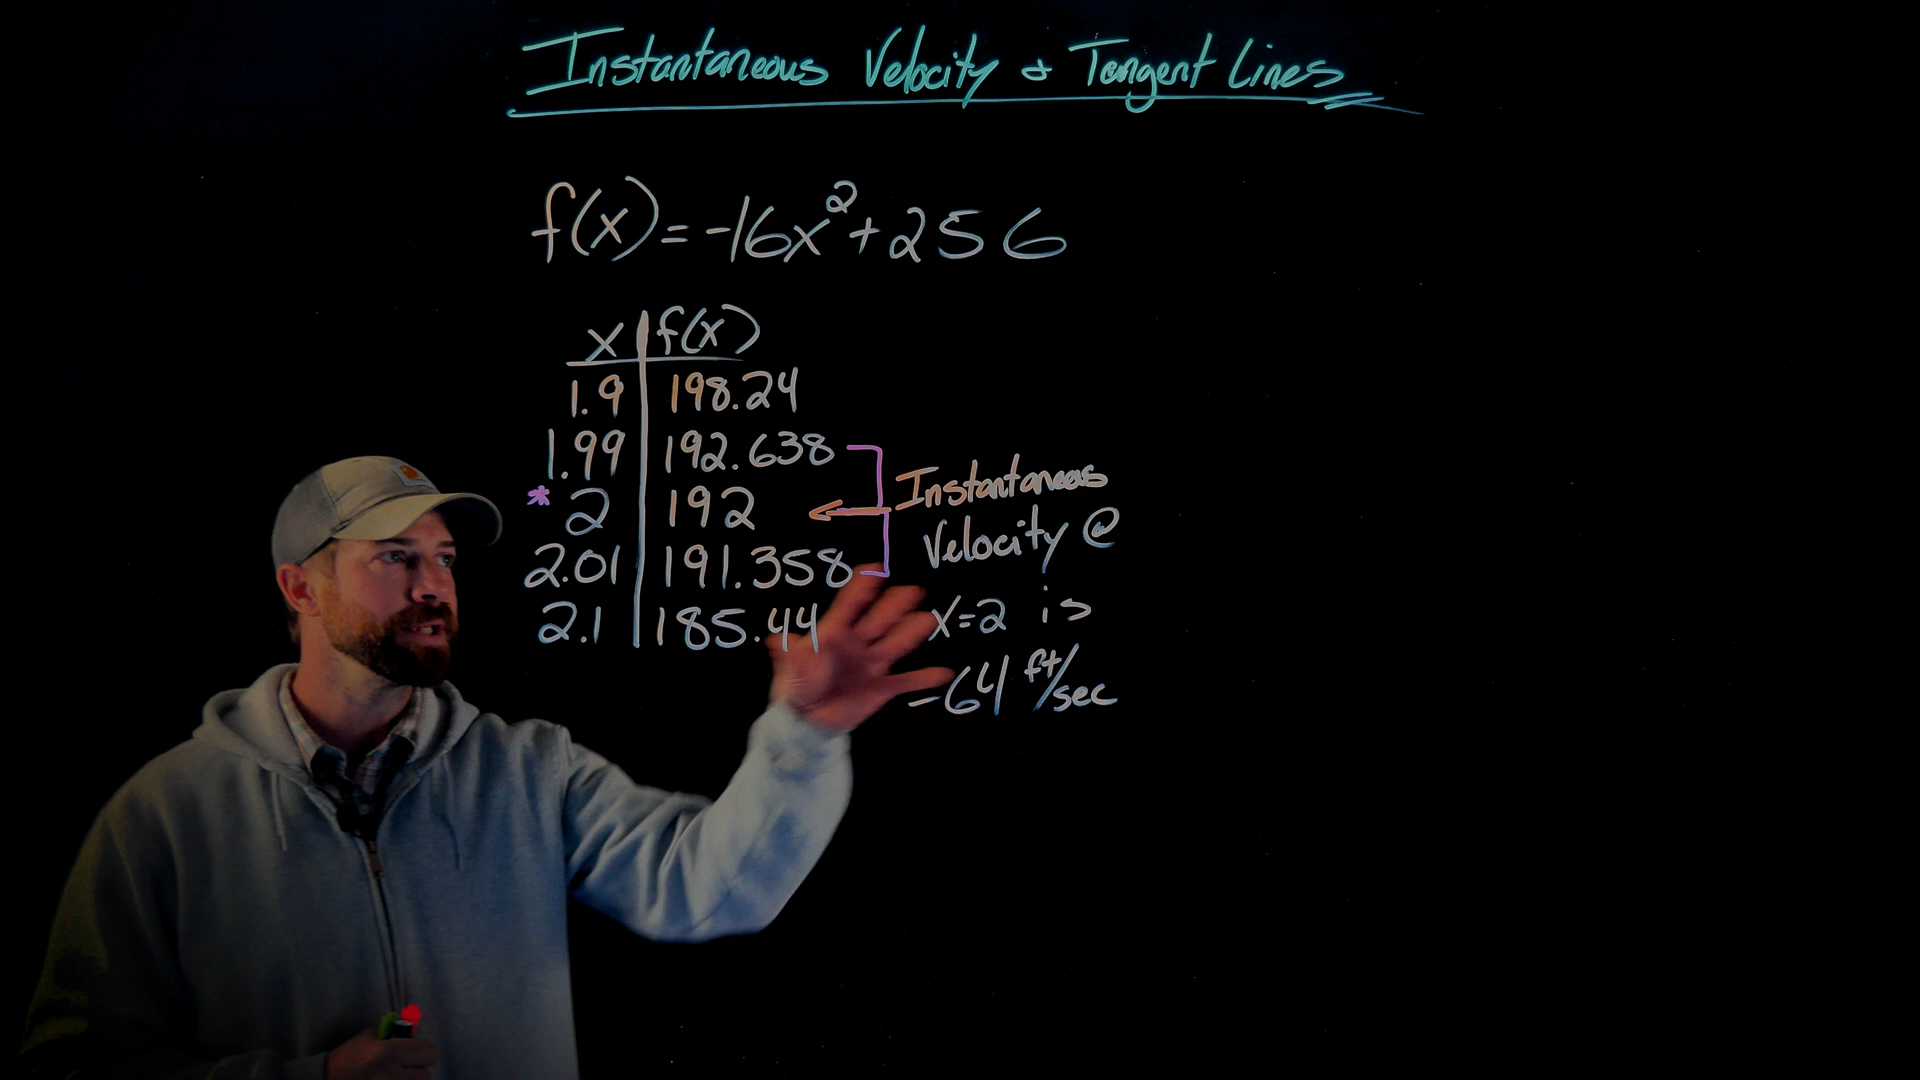 Instantaneous Velocity & Tangent Lines
f(x) = -16x² + 256
x | f(x)
1.9 | 198.24
1.99 | 192.638
* 2 | 192
2.01 | 191.358
2.1 | 185.44
Instantaneous
Velocity @
x=2 is
-64 ft/sec